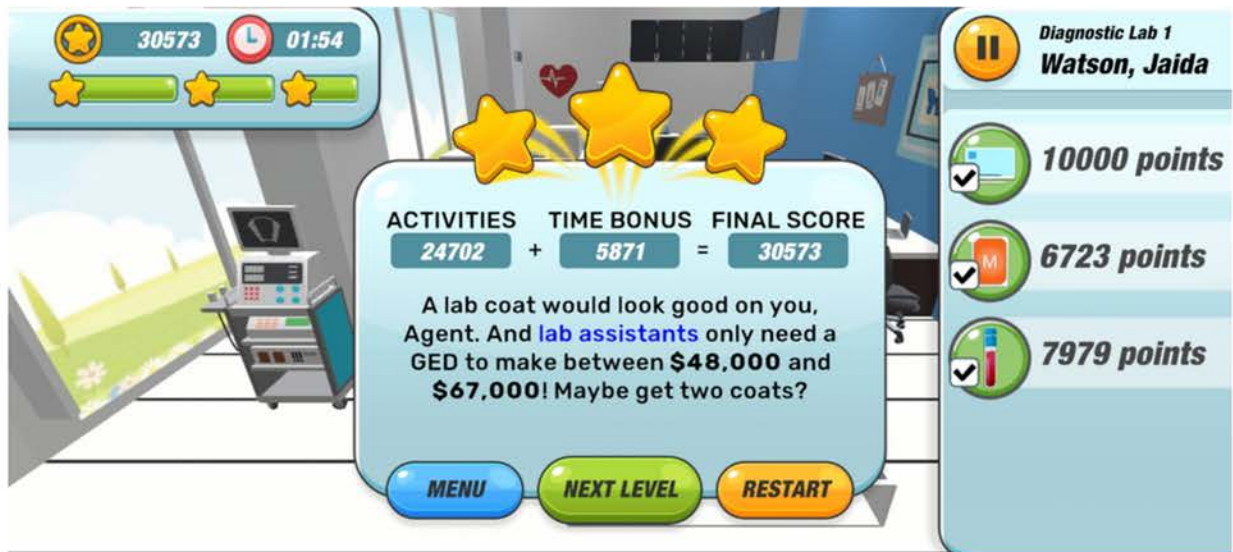 30573
01:54
Diagnostic Lab 1
Watson, Jaida
10000 points
M
6723 points
7979 points
ACTIVITIES TIME BONUS FINAL SCORE
24702 + 5871 = 30573
A lab coat would look good on you,
Agent. And lab assistants only need a
GED to make between $48,000 and
$67,000! Maybe get two coats?
MENU
NEXT LEVEL
RESTART